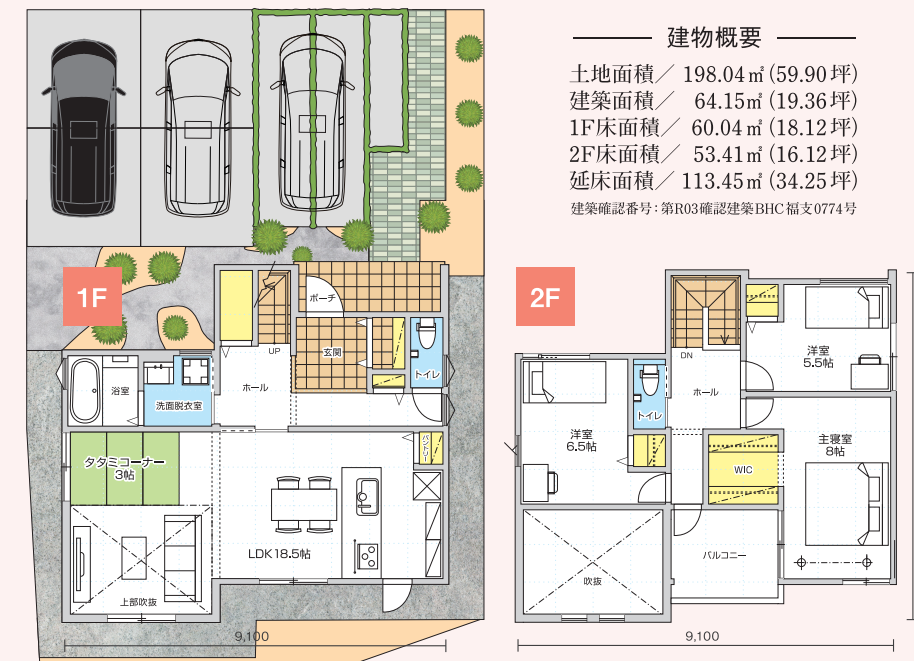 建物概要
土地面積／ 198.04㎡(59.90坪)
建築面積／ 64.15㎡(19.36坪)
1F床面積／ 60.04㎡(18.12坪)
2F床面積／ 53.41㎡(16.12坪)
延床面積／ 113.45㎡(34.25坪)
建築確認番号：第R03確認建築BHC福支0774号
1F
ポーチ
UP
玄関
トイレ
ホール
浴室
洗面脱衣室
パントリー
タタミコーナー
3帖
LDK18.5帖
上部吹抜
9,100
2F
DN
洋室
5.5帖
ホール
トイレ
洋室
6.5帖
主寝室
8帖
WIC
バルコニー
吹抜
9,100